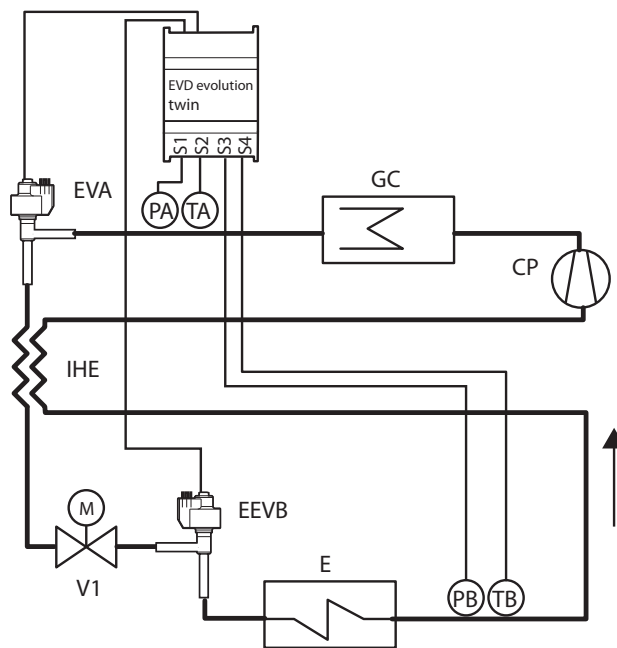 EVD evolution
twin
S1
S2
S3
S4
EVA
PA
TA
GC
CP
IHE
M
V1
EEVB
E
PB
TB